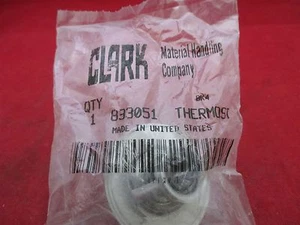 CLARK
Material Handling
Company
QTY
1 833051 THERMOST
MADE IN UNITED STATES